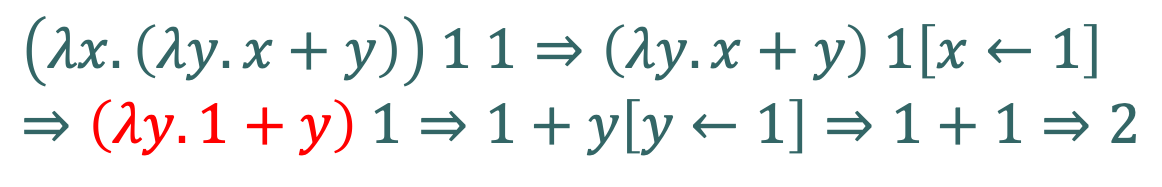 (λx.(λy.x + y)) 1 1 ⇒ (λy.x + y) 1[x ← 1]
⇒ (λy.1 + y) 1 ⇒ 1 + y[y ← 1] ⇒ 1 + 1 ⇒ 2